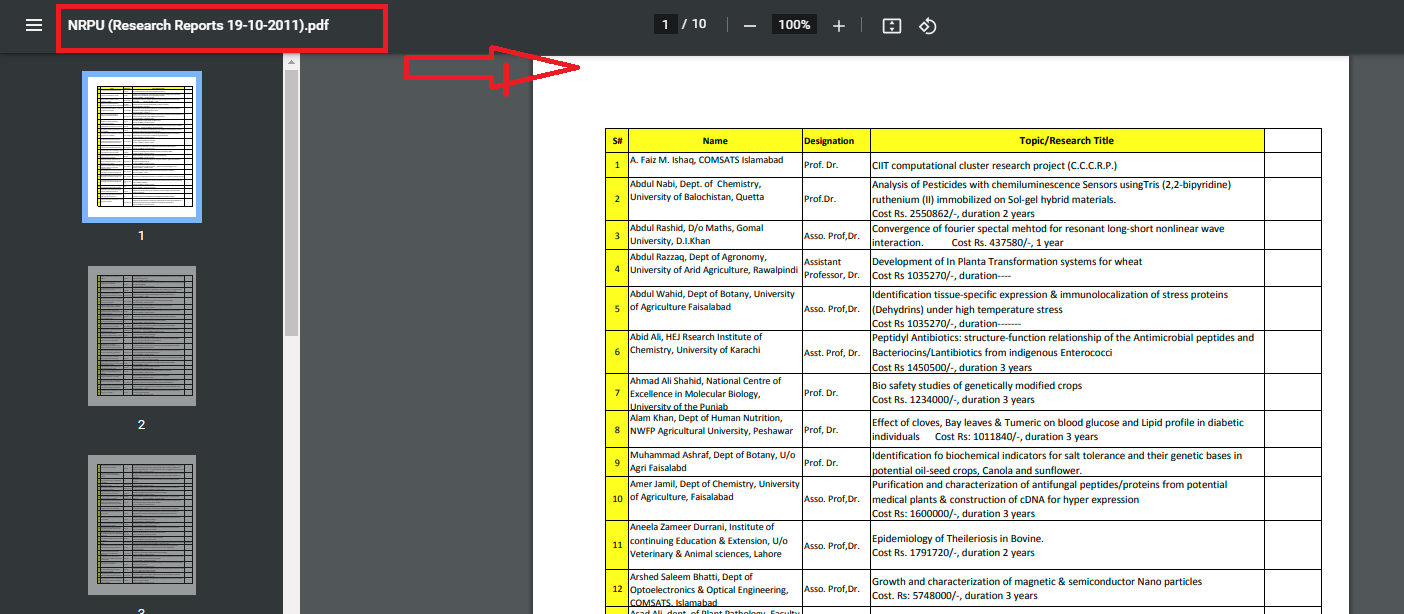 NRPU (Research Reports 19-10-2011).pdf
1 / 10
100%
1
2
3
S# Name Designation Topic/Research Title
1 A. Faiz M. Ishaq, COMSATS Islamabad Prof. Dr. CIIT computational cluster research project (C.C.C.R.P.)
2 Abdul Nabi, Dept. of Chemistry,
University of Balochistan, Quetta
Prof.Dr.
Analysis of Pesticides with chemiluminescence Sensors usingTris (2,2-bipyridine)
ruthenium (II) immobilized on Sol-gel hybrid materials.
Cost Rs. 2550862/-, duration 2 years
3 Abdul Rashid, D/o Maths, Gomal
University, D.I.Khan
Asso. Prof,Dr.
Convergence of fourier spectal mehtod for resonant long-short nonlinear wave
interaction. Cost Rs. 437580/-, 1 year
4 Abdul Razzaq, Dept of Agronomy,
University of Arid Agriculture, Rawalpindi
Assistant
Professor, Dr.
Development of In Planta Transformation systems for wheat
Cost Rs 1035270/-, duration----
5 Abdul Wahid, Dept of Botany, University
of Agriculture Faisalabad
Asso. Prof,Dr.
Identification tissue-specific expression & immunolocalization of stress proteins
(Dehydrins) under high temperature stress
Cost Rs 1035270/-, duration-------
6 Abid Ali, HEJ Rsearch Institute of
Chemistry, University of Karachi
Asst. Prof, Dr.
Peptidyl Antibiotics: structure-function relationship of the Antimicrobial peptides and
Bacteriocins/Lantibiotics from indigenous Enterococci
Cost Rs 1450500/-, duration 3 years
7 Ahmad Ali Shahid, National Centre of
Excellence in Molecular Biology,
University of the Punjab
Prof. Dr.
Bio safety studies of genetically modified crops
Cost Rs. 1234000/-, duration 3 years
8 Alam Khan, Dept of Human Nutrition,
NWFP Agricultural University, Peshawar
Prof, Dr.
Effect of cloves, Bay leaves & Tumeric on blood glucose and Lipid profile in diabetic
individuals Cost Rs: 1011840/-, duration 3 years
9 Muhammad Ashraf, Dept of Botany, U/o
Agri Faisalabd
Prof. Dr.
Identification fo biochemical indicators for salt tolerance and their genetic bases in
potential oil-seed crops, Canola and sunflower.
10 Amer Jamil, Dept of Chemistry, University
of Agriculture, Faisalabad
Asso. Prof,Dr.
Purification and characterization of antifungal peptides/proteins from potential
medical plants & construction of cDNA for hyper expression
Cost Rs: 1600000/-, duration 3 years
11 Aneela Zameer Durrani, Institute of
continuing Education & Extension, U/o
Veterinary & Animal sciences, Lahore
Asso. Prof,Dr.
Epidemiology of Theileriosis in Bovine.
Cost Rs. 1791720/-, duration 2 years
12 Arshed Saleem Bhatti, Dept of
Optoelectronics & Optical Engineering,
COMSATS, Islamabad
Asso. Prof,Dr.
Growth and characterization of magnetic & semiconductor Nano particles
Cost. Rs: 5748000/-. duration 3 years
Asad Ali, dept. of Plant Pathology, Faculty